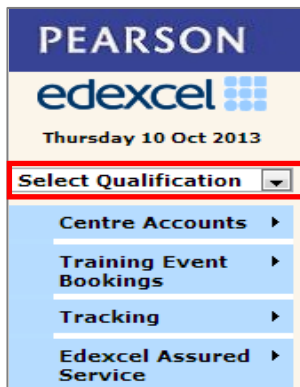 PEARSON
edexcel
Thursday 10 Oct 2013
Select Qualification
Centre Accounts
Training Event
Bookings
Tracking
Edexcel Assured
Service